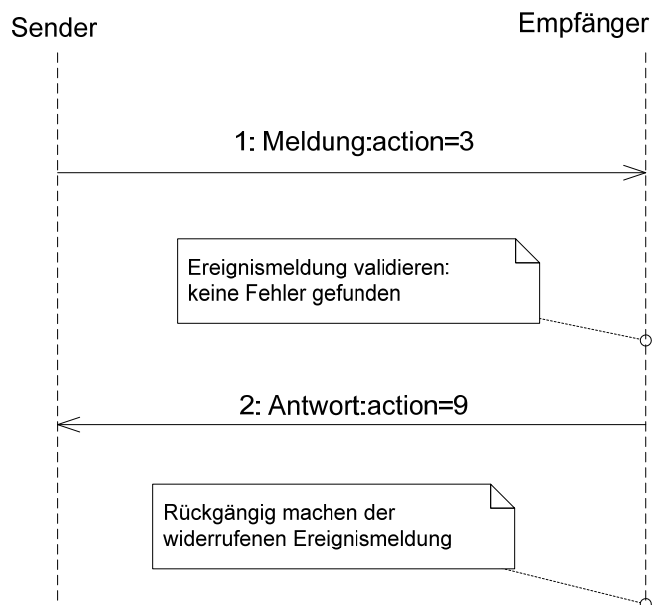 Sender
Empfänger
1: Meldung:action=3
Ereignismeldung validieren:
keine Fehler gefunden
2: Antwort:action=9
Rückgängig machen der
widerrufenen Ereignismeldung